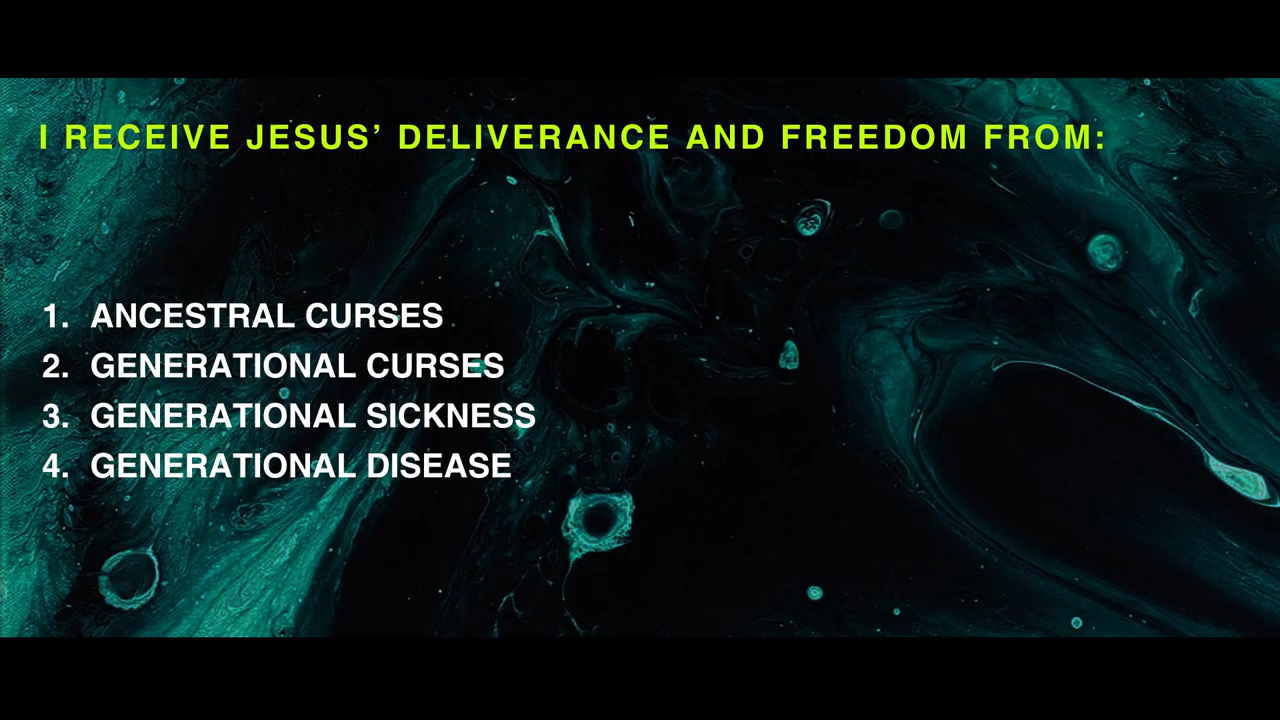 I RECEIVE JESUS’ DELIVERANCE AND FREEDOM FROM:
1. ANCESTRAL CURSES
2. GENERATIONAL CURSES
3. GENERATIONAL SICKNESS
4. GENERATIONAL DISEASE